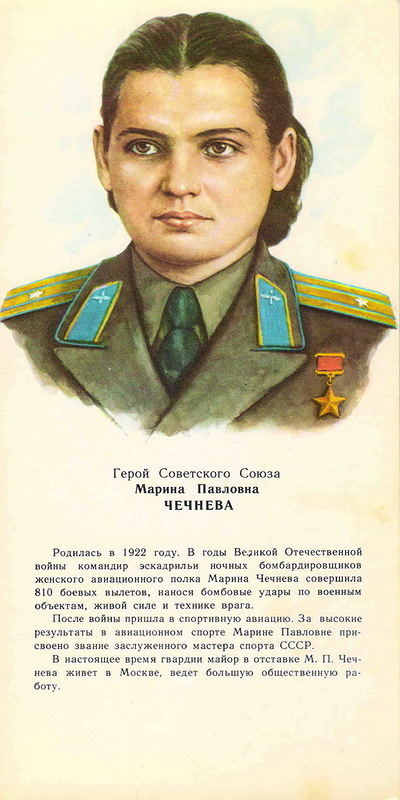 Герой Советского Союза
Марина Павловна
ЧЕЧНЕВА
Родилась в 1922 году. В годы Великой Отечественной
войны командир эскадрильи ночных бомбардировщиков
женского авиационного полка Марина Чечнева совершила
810 боевых вылетов, нанося бомбовые удары по военным
объектам, живой силе и технике врага.
После войны пришла в спортивную авиацию. За высокие
результаты в авиационном спорте Марине Павловне при-
своено звание заслуженного мастера спорта СССР.
В настоящее время гвардии майор в отставке М. П. Чеч-
нева живет в Москве, ведет большую общественную ра-
боту.